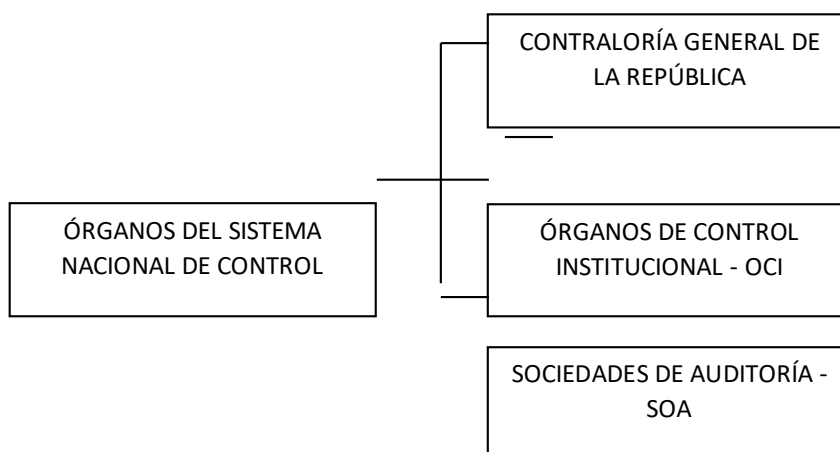 CONTRALORÍA GENERAL DE
LA REPÚBLICA
ÓRGANOS DEL SISTEMA
NACIONAL DE CONTROL
ÓRGANOS DE CONTROL
INSTITUCIONAL - OCI
SOCIEDADES DE AUDITORÍA -
SOA